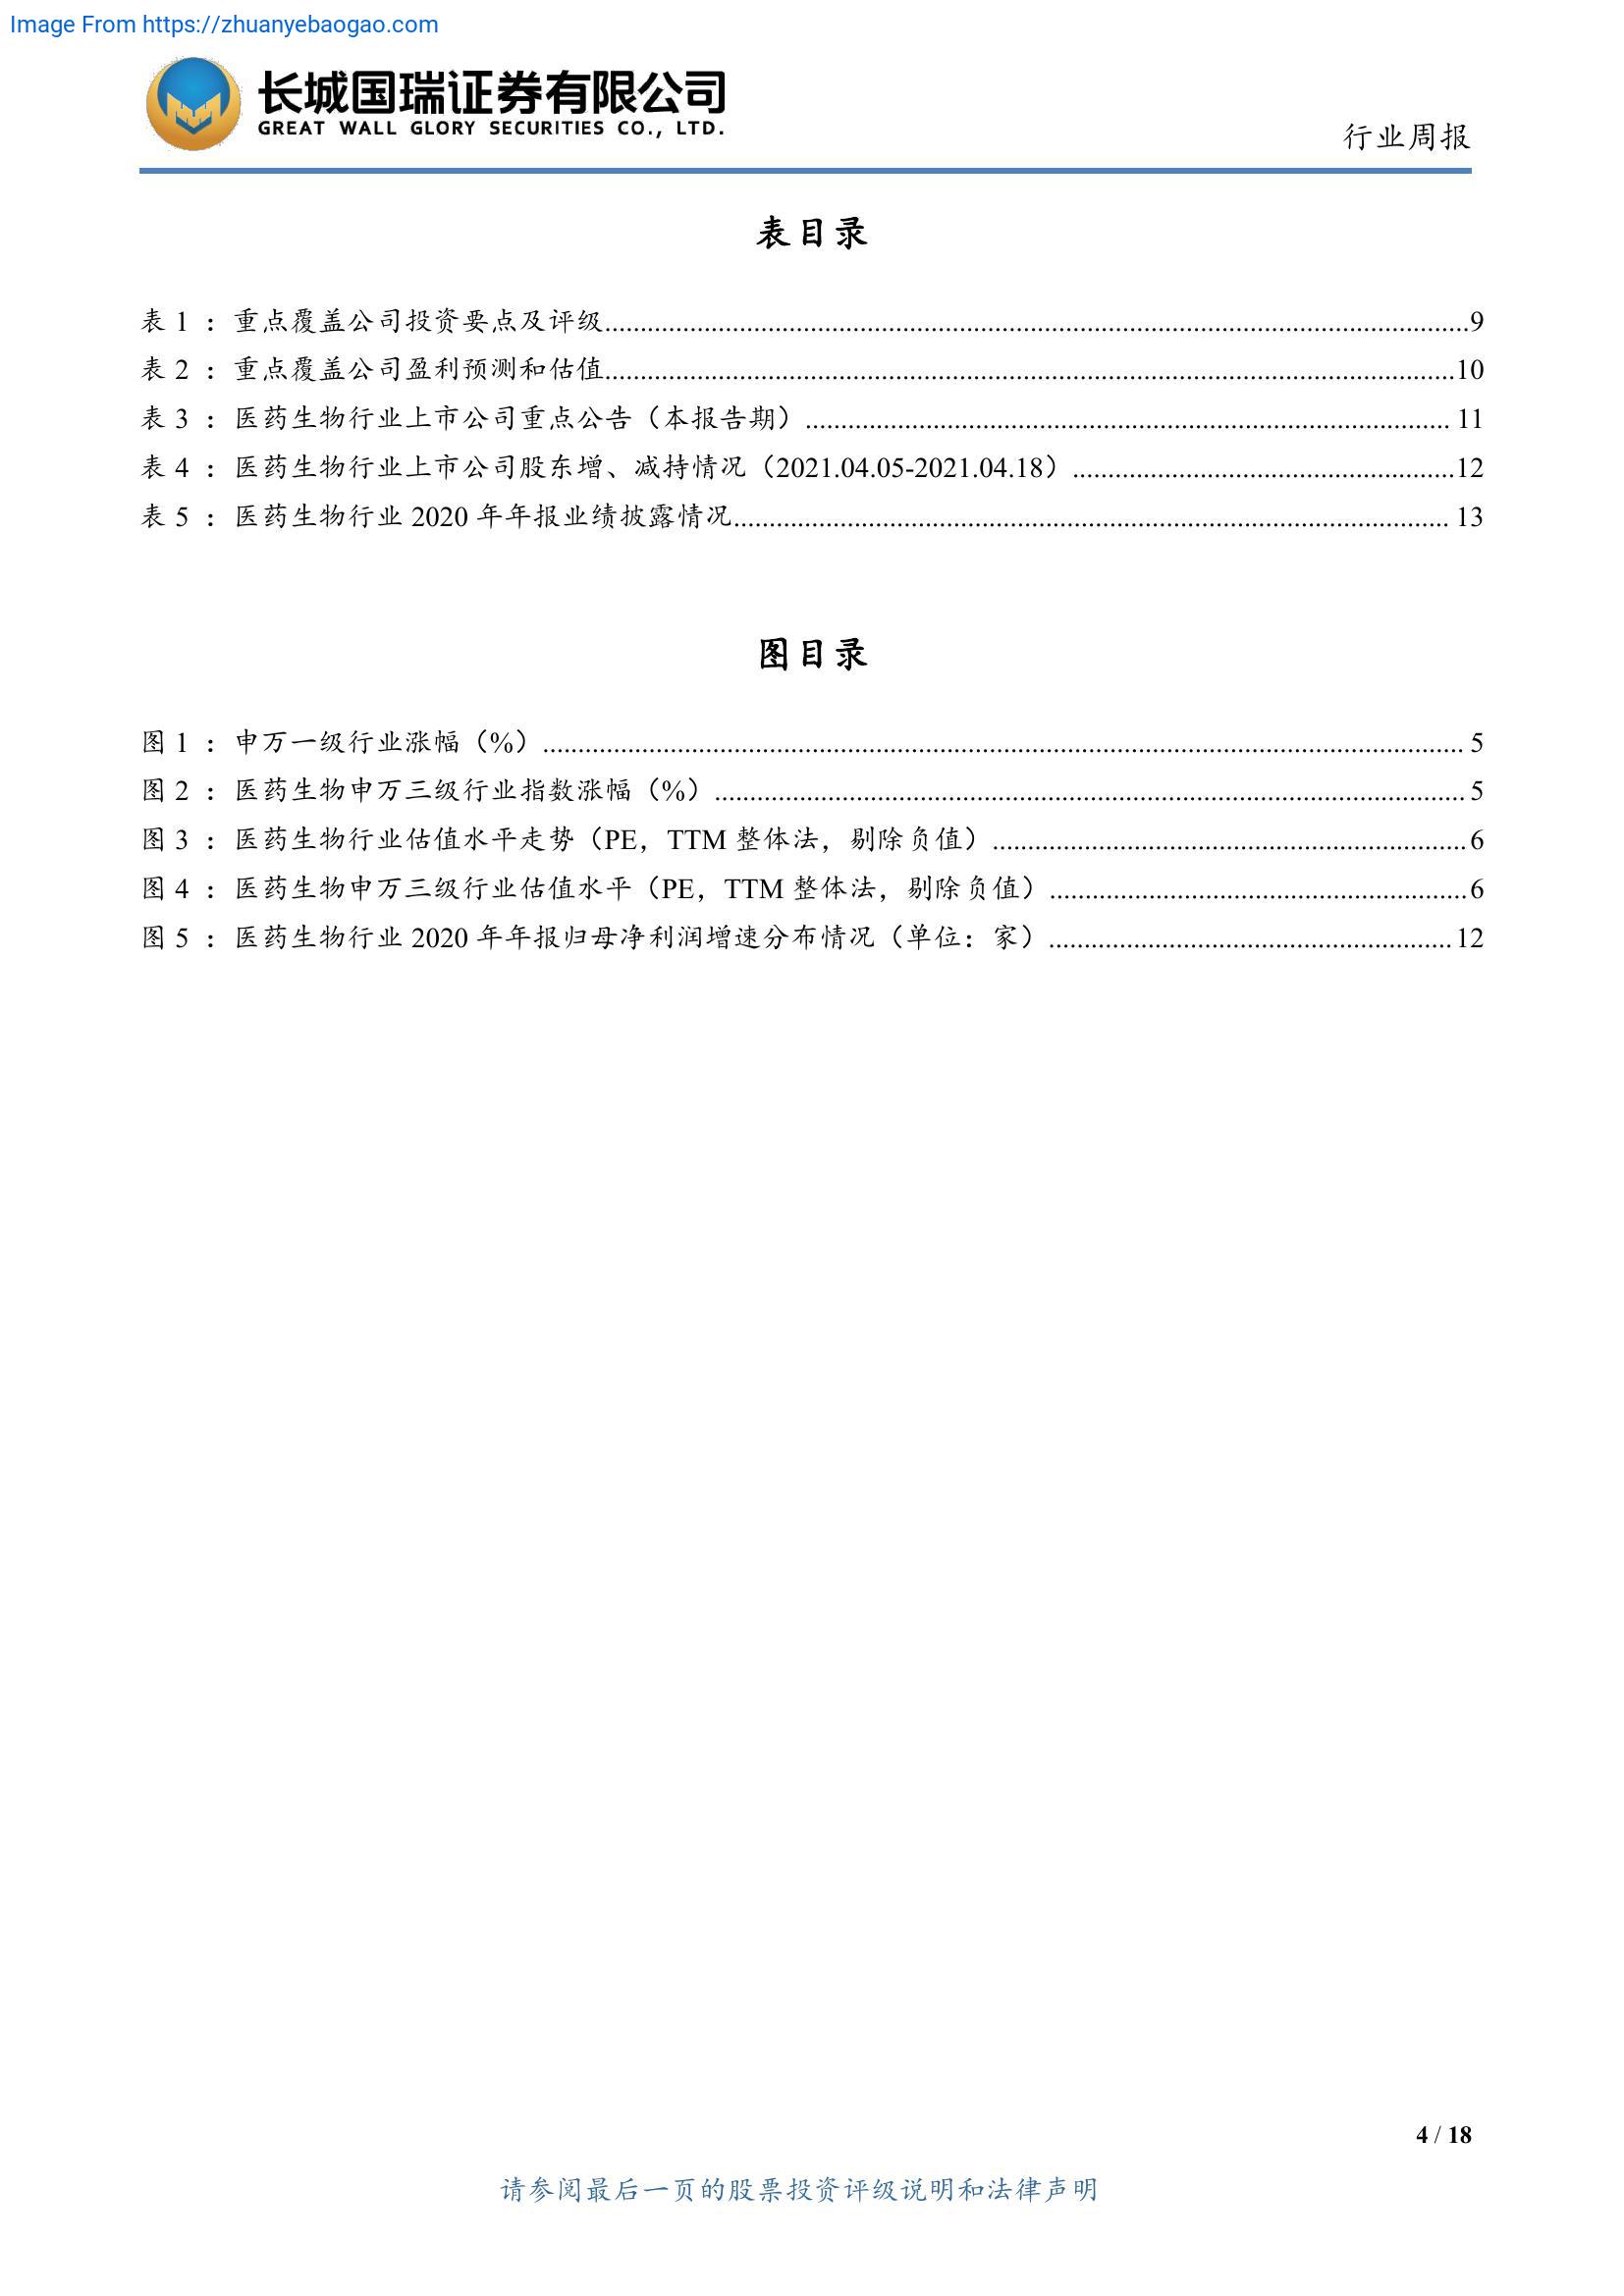 Image From https://zhuanyebaogao.com
长城国瑞证券有限公司
GREAT WALL GLORY SECURITIES CO., LTD.
行业周报
表目录
表 1 ：重点覆盖公司投资要点及评级........................................9
表 2 ：重点覆盖公司盈利预测和估值........................................10
表 3 ：医药生物行业上市公司重点公告（本报告期）........................................ 11
表 4 ：医药生物行业上市公司股东增、减持情况（2021.04.05-2021.04.18）........................................12
表 5 ：医药生物行业 2020 年年报业绩披露情况........................................ 13
图目录
图 1 ：申万一级行业涨幅（%）........................................ 5
图 2 ：医药生物申万三级行业指数涨幅（%）........................................ 5
图 3 ：医药生物行业估值水平走势（PE，TTM 整体法，剔除负值）........................................6
图 4 ：医药生物申万三级行业估值水平（PE，TTM 整体法，剔除负值）........................................6
图 5 ：医药生物行业 2020 年年报归母净利润增速分布情况（单位：家）........................................12
4 / 18
请参阅最后一页的股票投资评级说明和法律声明